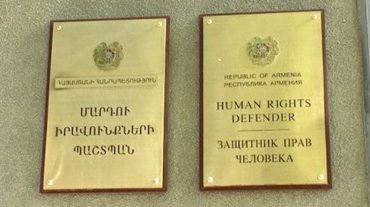 ՀԱՅԱՍՏԱՆԻ ՀԱՆՐԱՊԵՏՈՒԹՅՈՒՆ
ՄԱՐԴՈՒ
ԻՐԱՎՈՒՆՔՆԵՐԻ
ՊԱՇՏՊԱՆ
REPUBLIC OF ARMENIA
РЕСПУБЛИКА АРМЕНИЯ
HUMAN RIGHTS
DEFENDER
ЗАЩИТНИК ПРАВ
ЧЕЛОВЕКА